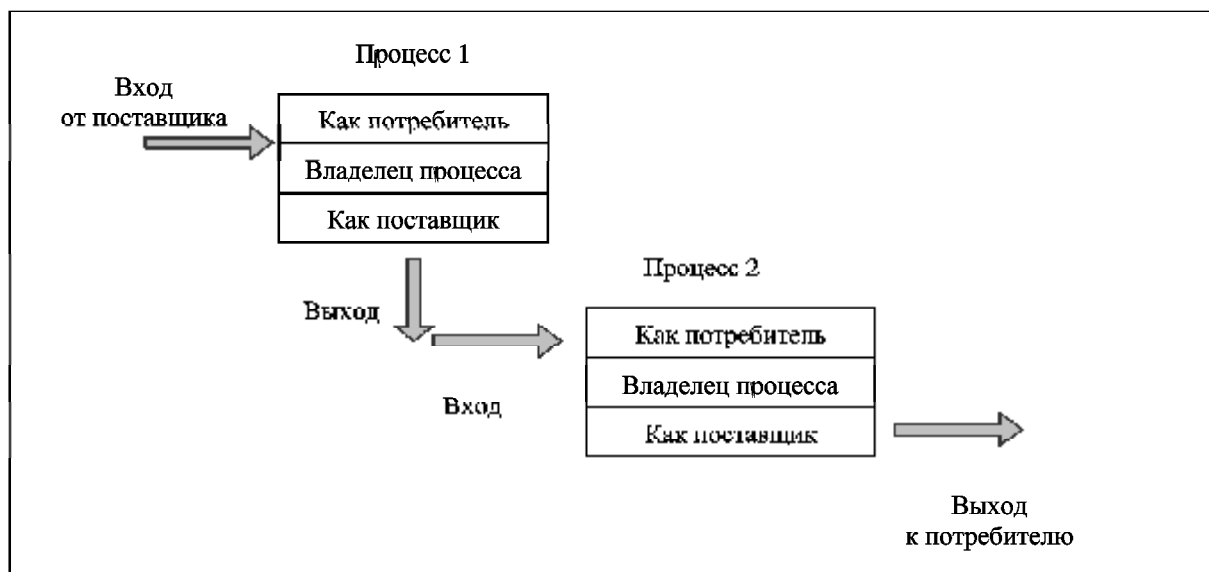 Процесс 1
Вход
от поставщика
Как потребитель
Владелец процесса
Как поставщик
Выход
Процесс 2
Вход
Как потребитель
Владелец процесса
Как поставщик
Выход
к потребителю